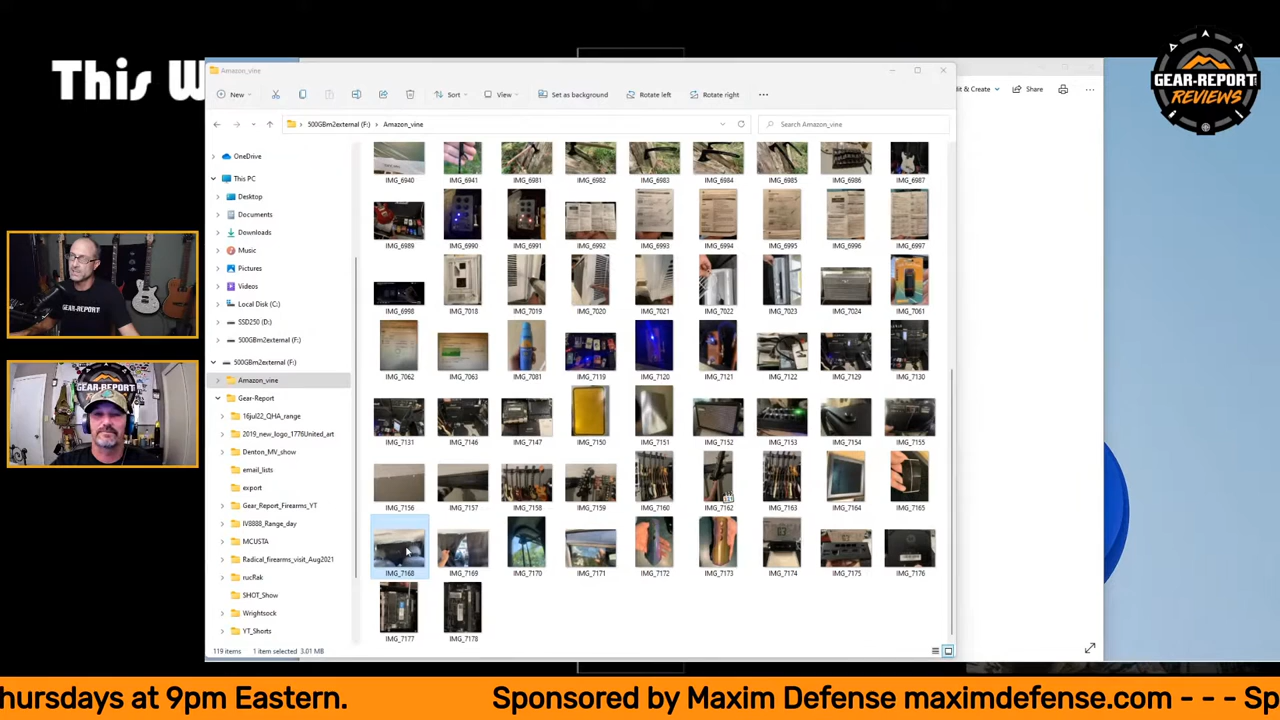 This W
GEAR-REPORT
REVIEWS
Amazon_vine
New
Sort
View
Set as background
Rotate left
Rotate right
dit & Create
Share
500GBm2external (F:) > Amazon_vine
Search Amazon_vine
OneDrive
This PC
Desktop
Documents
Downloads
Music
Pictures
Videos
Local Disk (C:)
SSD250 (D:)
500GBm2external (F:)
500GBm2external (F:)
Amazon_vine
Gear-Report
16jul22_QHA_range
2019_new_logo_1776United_art
Denton_MV_show
email_lists
export
Gear_Report_Firearms_YT
IV8888_Range_day
MCUSTA
Radical_firearms_visit_Aug2021
rucRak
SHOT_Show
Wrightsock
YT_Shorts
IMG_6940 IMG_6941 IMG_6981 IMG_6982 IMG_6983 IMG_6984 IMG_6985 IMG_6986 IMG_6987
IMG_6989 IMG_6990 IMG_6991 IMG_6992 IMG_6993 IMG_6994 IMG_6995 IMG_6996 IMG_6997
IMG_6998 IMG_7018 IMG_7019 IMG_7020 IMG_7021 IMG_7022 IMG_7023 IMG_7024 IMG_7061
IMG_7062 IMG_7063 IMG_7081 IMG_7119 IMG_7120 IMG_7121 IMG_7122 IMG_7129 IMG_7130
IMG_7131 IMG_7146 IMG_7147 IMG_7150 IMG_7151 IMG_7152 IMG_7153 IMG_7154 IMG_7155
IMG_7156 IMG_7157 IMG_7158 IMG_7159 IMG_7160 IMG_7162 IMG_7163 IMG_7164 IMG_7165
IMG_7168 IMG_7169 IMG_7170 IMG_7171 IMG_7172 IMG_7173 IMG_7174 IMG_7175 IMG_7176
IMG_7177 IMG_7178
119 items
1 item selected 3.01 MB
GEAR-REPORT
GEAR-REPORT
hursdays at 9pm Eastern.
Sponsored by Maxim Defense maximdefense.com - - - Sp